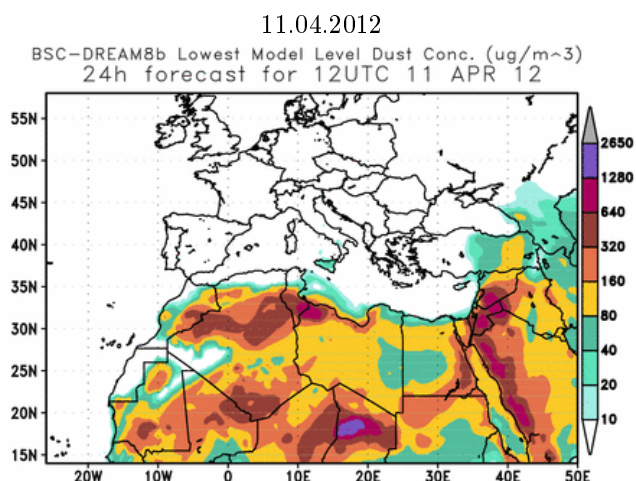 11.04.2012
BSC-DREAM8b Lowest Model Level Dust Conc. (ug/m^3)
24h forecast for 12UTC 11 APR 12
55N
50N
45N
40N
35N
30N
25N
20N
15N
20W 10W 0 10E 20E 30E 40E 50E
2650
1280
640
320
160
80
40
20
10